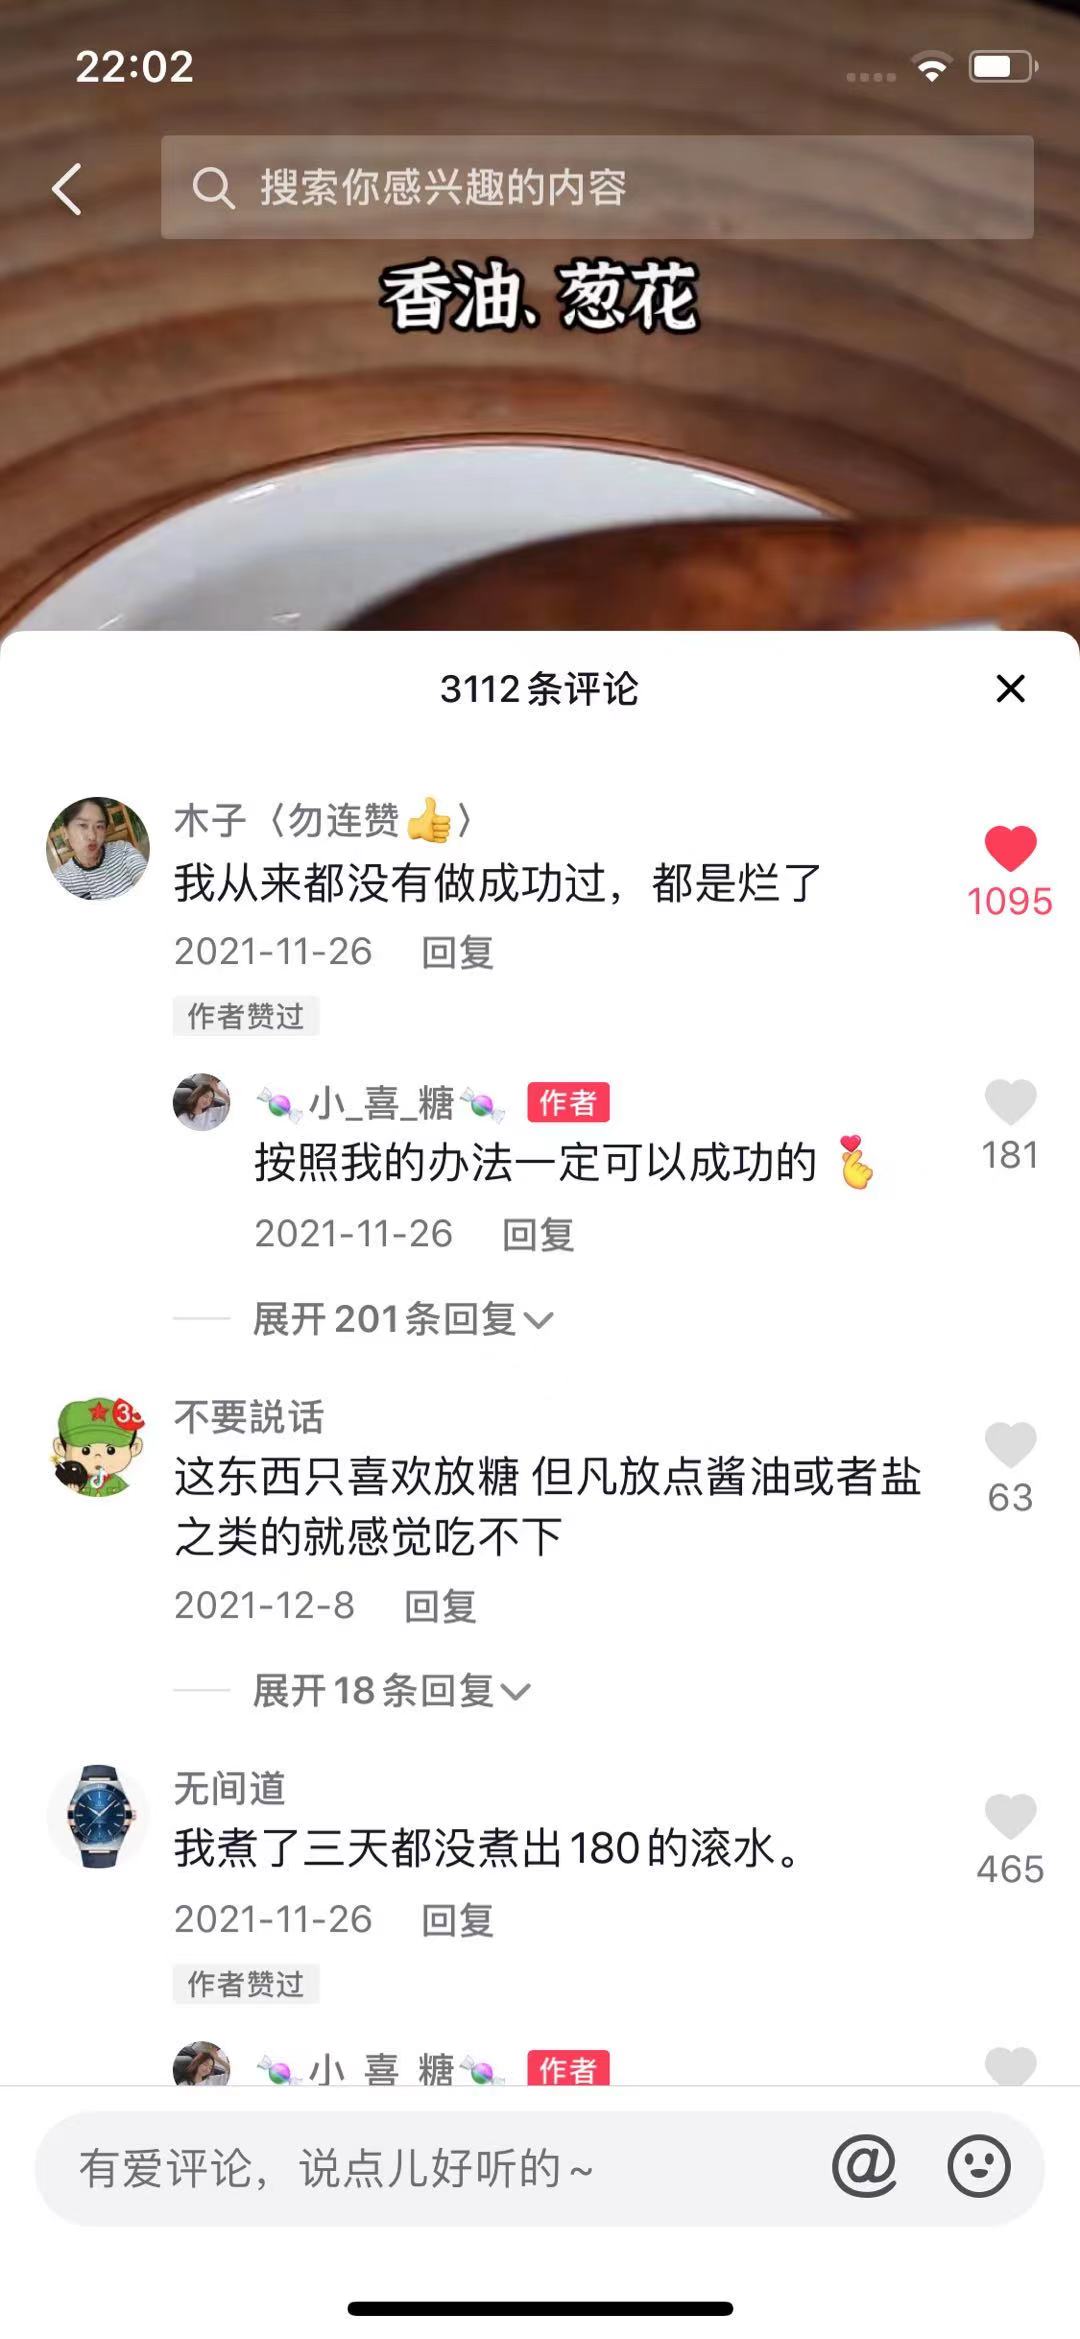 22:02
搜索你感兴趣的内容
香油、葱花
3112条评论
木子〈勿连赞👍〉
我从来都没有做成功过，都是烂了
1095
2021-11-26 回复
作者赞过
🍬小_喜_糖🍬 作者
按照我的办法一定可以成功的
181
2021-11-26 回复
展开201条回复
不要説话
这东西只喜欢放糖 但凡放点酱油或者盐
之类的就感觉吃不下
63
2021-12-8 回复
展开18条回复
无间道
我煮了三天都没煮出180的滚水。
465
2021-11-26 回复
作者赞过
🍬小_喜_糖🍬 作者
有爱评论，说点儿好听的~